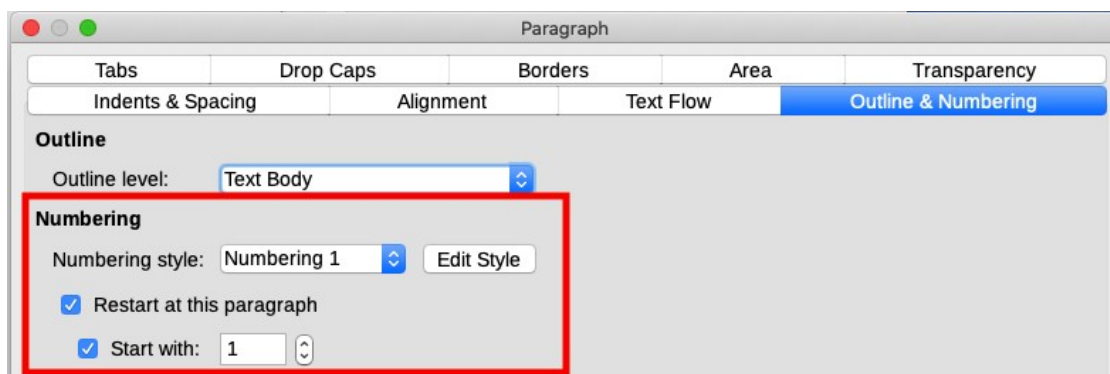 Paragraph
Tabs Drop Caps Borders Area Transparency
Indents & Spacing Alignment Text Flow Outline & Numbering
Outline
Outline level: Text Body
Numbering
Numbering style: Numbering 1 Edit Style
Restart at this paragraph
Start with: 1